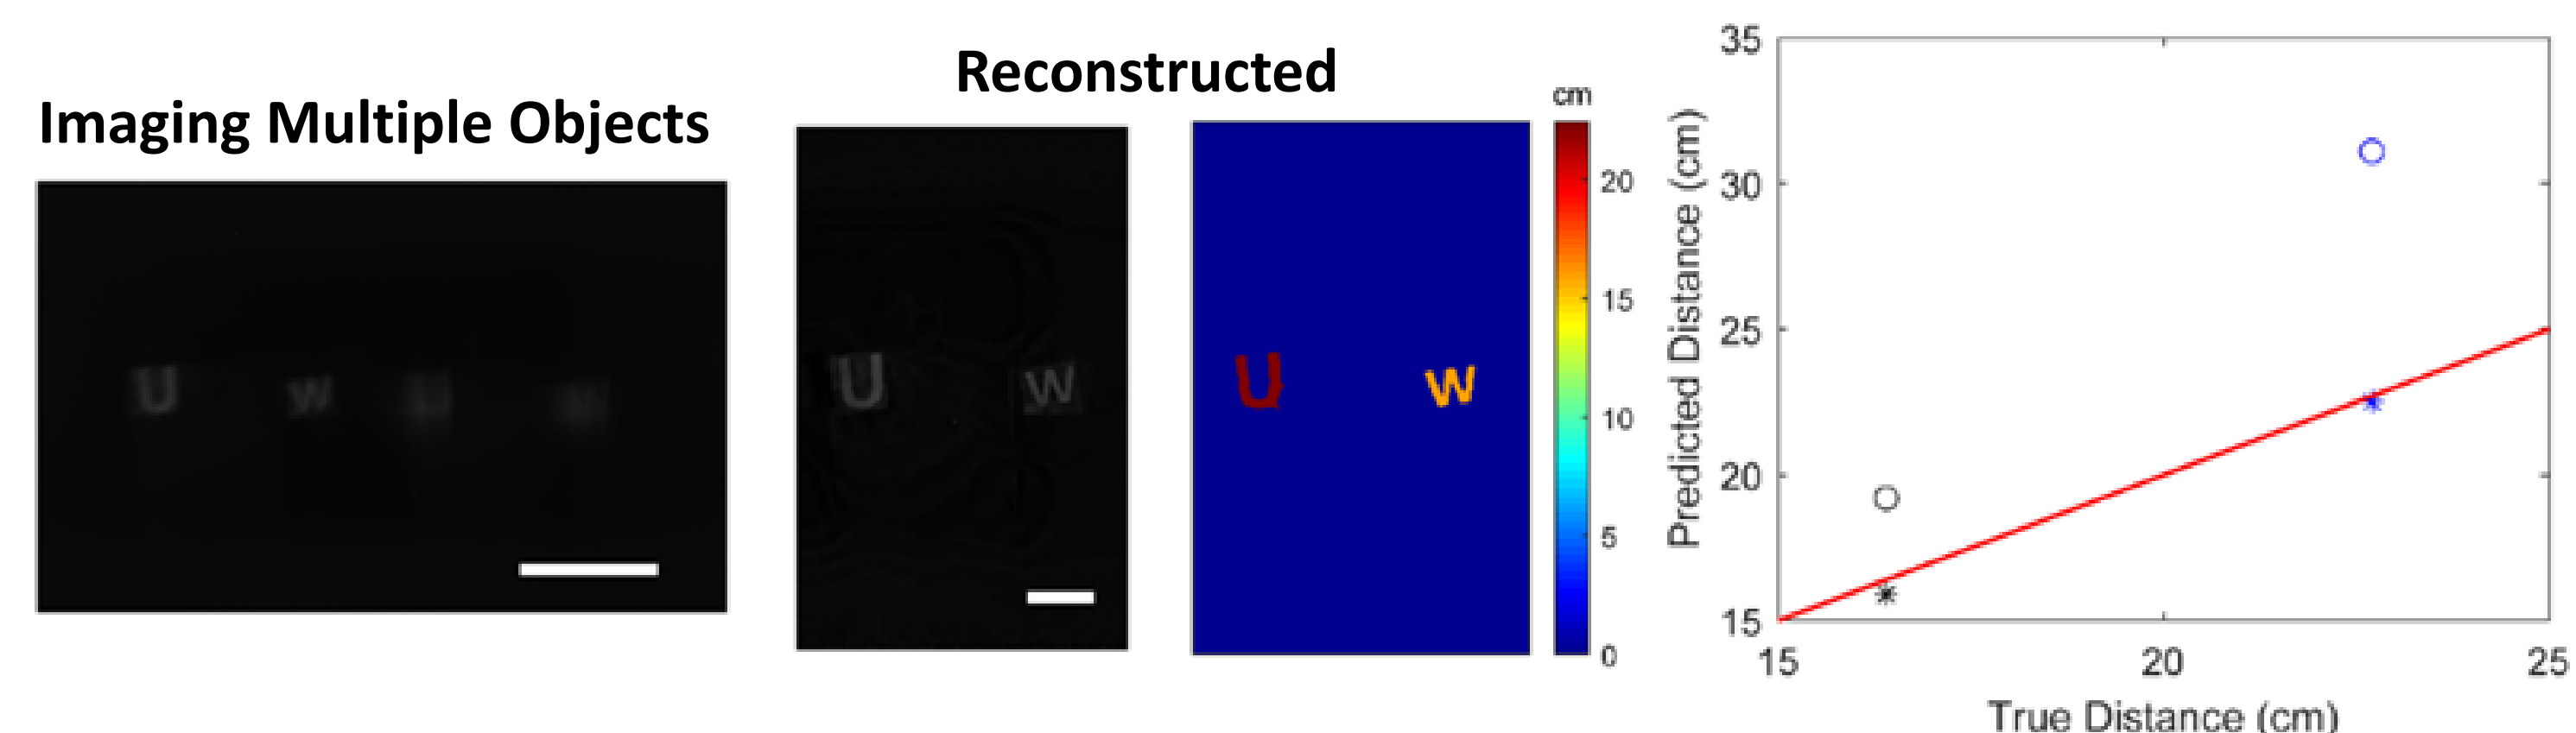 Imaging Multiple Objects
U W
Reconstructed
U W
U W
cm
20
15
10
5
0
Predicted Distance (cm)
35
30
25
20
15
15 20 25
True Distance (cm)